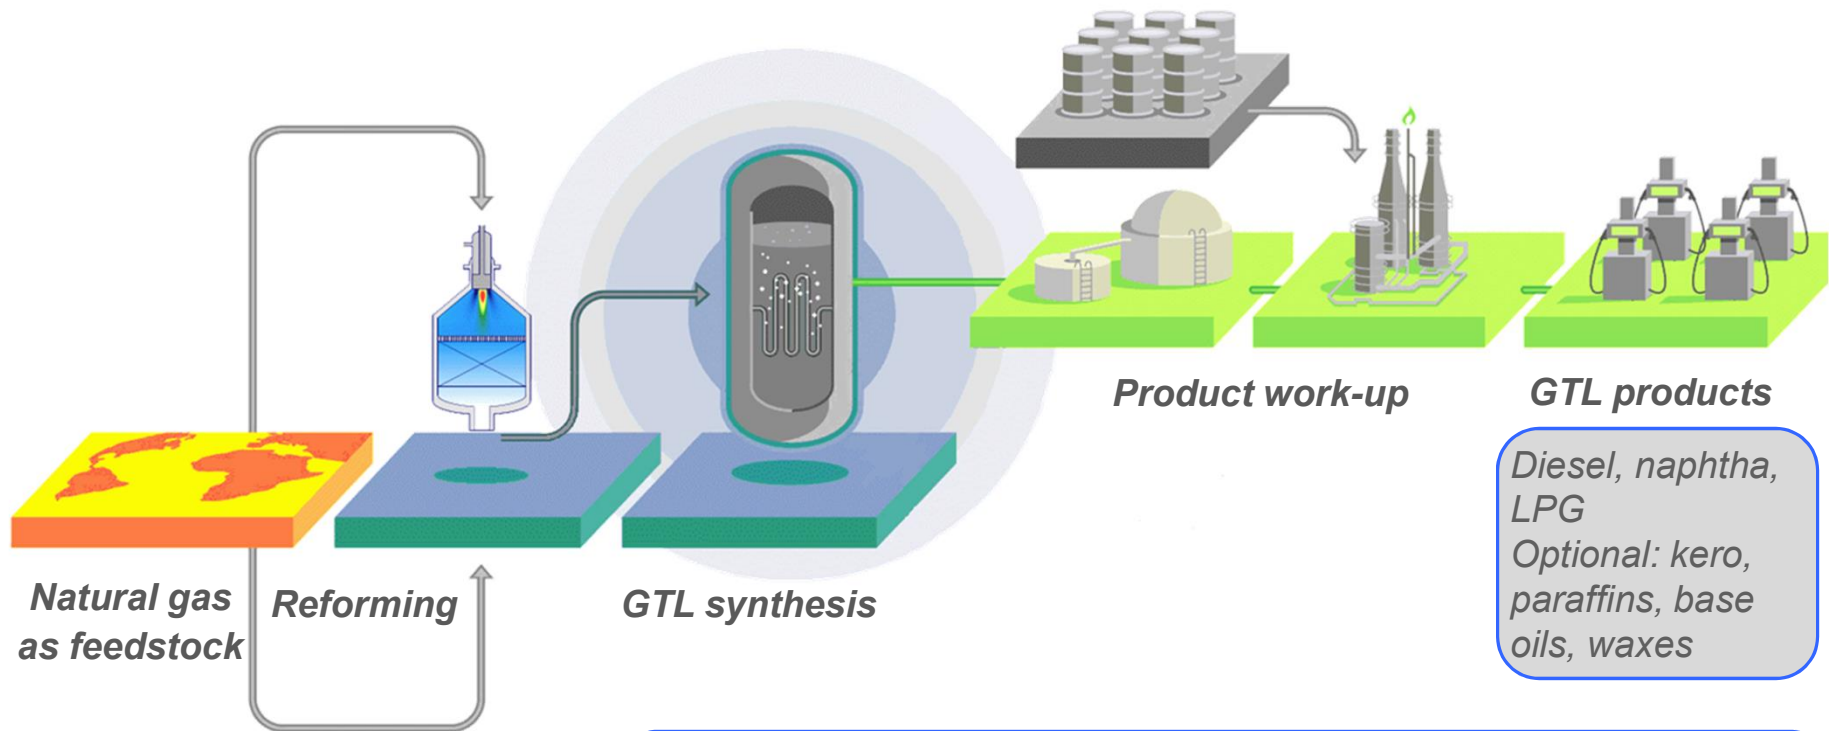 Product work-up
GTL products
Diesel, naphtha,
LPG
Optional: kero,
paraffins, base
oils, waxes
Natural gas
as feedstock
Reforming
GTL synthesis